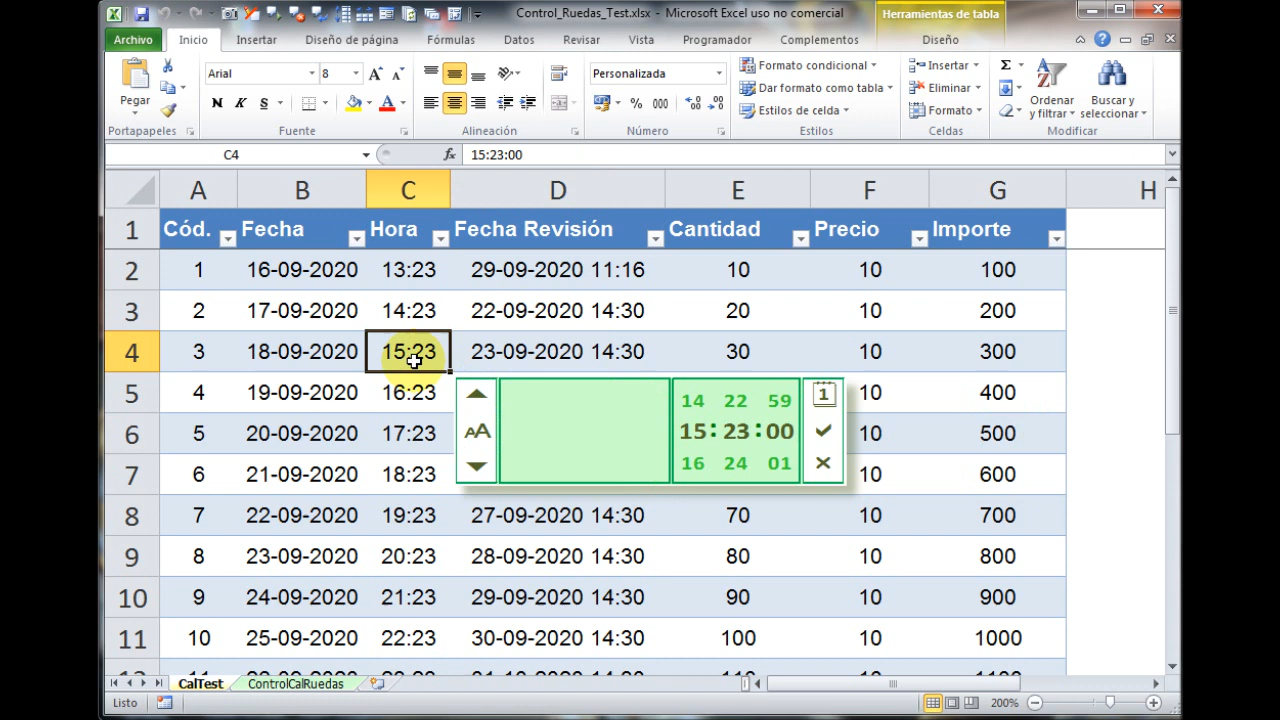 Control_Ruedas_Test.xlsx - Microsoft Excel uso no comercial
Herramientas de tabla
Archivo Inicio Insertar Diseño de página Fórmulas Datos Revisar Vista Programador Complementos Diseño
Pegar
Portapapeles
Arial 8
N K S
Fuente
Alineación
Personalizada
% 000
Número
Formato condicional
Dar formato como tabla
Estilos de celda
Estilos
Insertar
Eliminar
Formato
Celdas
Ordenar y filtrar
Buscar y seleccionar
Modificar
C4 fx 15:23:00
A B C D E F G H
1 Cód. Fecha Hora Fecha Revisión Cantidad Precio Importe
2 1 16-09-2020 13:23 29-09-2020 11:16 10 10 100
3 2 17-09-2020 14:23 22-09-2020 14:30 20 10 200
4 3 18-09-2020 15:23 23-09-2020 14:30 30 10 300
5 4 19-09-2020 16:23 10 400
6 5 20-09-2020 17:23 10 500
7 6 21-09-2020 18:23 10 600
8 7 22-09-2020 19:23 27-09-2020 14:30 70 10 700
9 8 23-09-2020 20:23 28-09-2020 14:30 80 10 800
10 9 24-09-2020 21:23 29-09-2020 14:30 90 10 900
11 10 25-09-2020 22:23 30-09-2020 14:30 100 10 1000
AA
14 22 59
15:23:00
16 24 01
1
CalTest ControlCalRuedas
Listo 200%